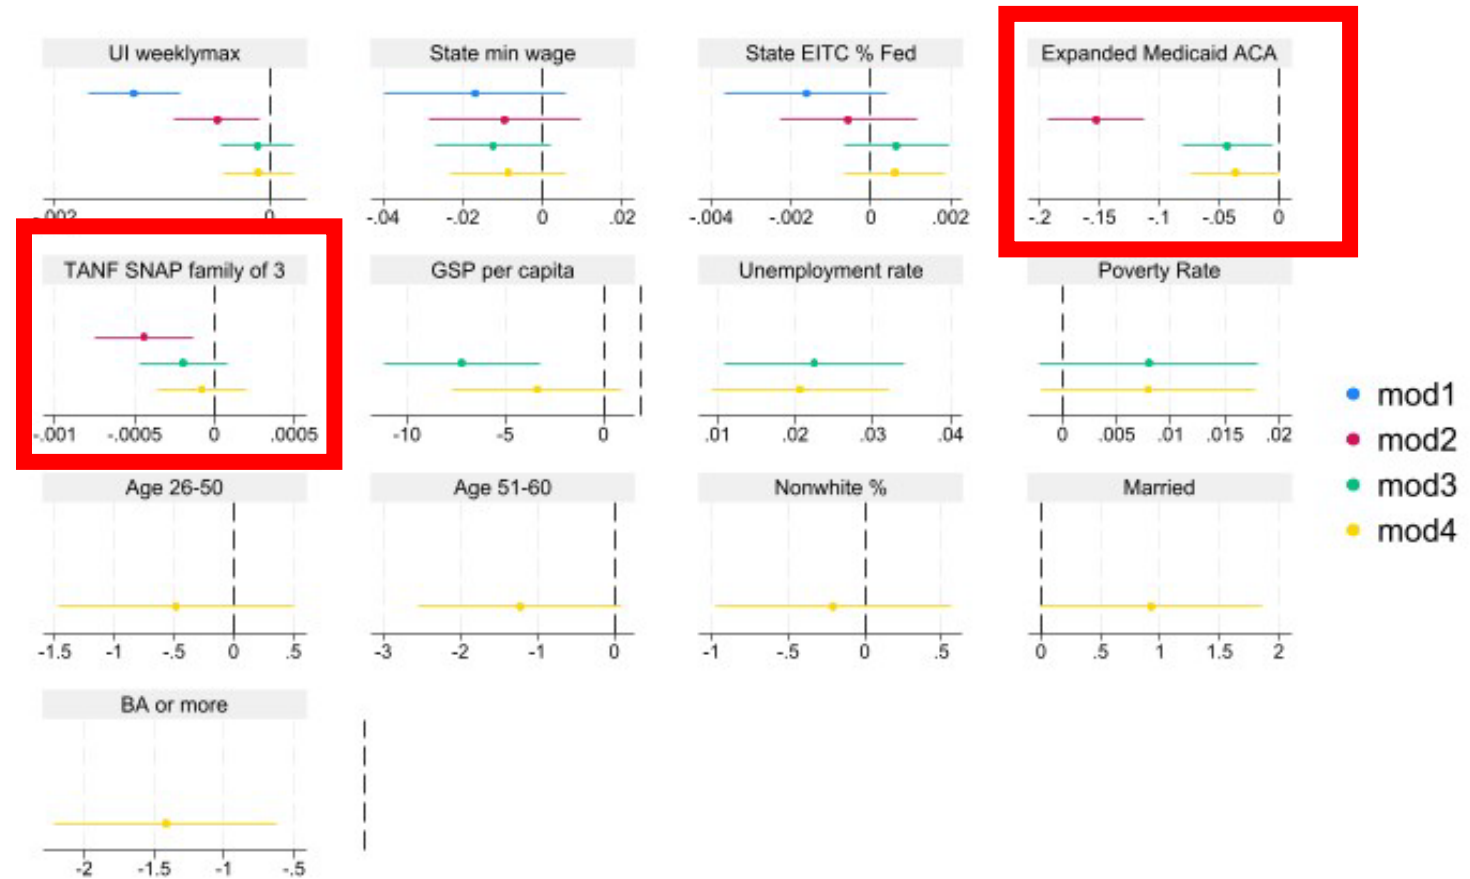 UI weeklymax
State min wage
State EITC % Fed
Expanded Medicaid ACA
-.002 0
-.04 -.02 0 .02
-.004 -.002 0 .002
-.2 -.15 -.1 -.05 0
TANF SNAP family of 3
GSP per capita
Unemployment rate
Poverty Rate
-.001 -.0005 0 .0005
-10 -5 0
.01 .02 .03 .04
0 .005 .01 .015 .02
Age 26-50
Age 51-60
Nonwhite %
Married
-1.5 -1 -.5 0 .5
-3 -2 -1 0
-1 -.5 0 .5
0 .5 1 1.5 2
BA or more
-2 -1.5 -1 -.5
mod1
mod2
mod3
mod4